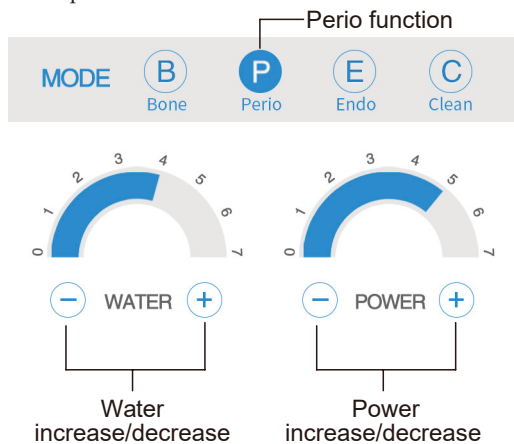 Perio function
MODE
B
P
E
C
Bone
Perio
Endo
Clean
0 1 2 3 4 5 6 7
0 1 2 3 4 5 6 7
− WATER +
− POWER +
Water
increase/decrease
Power
increase/decrease